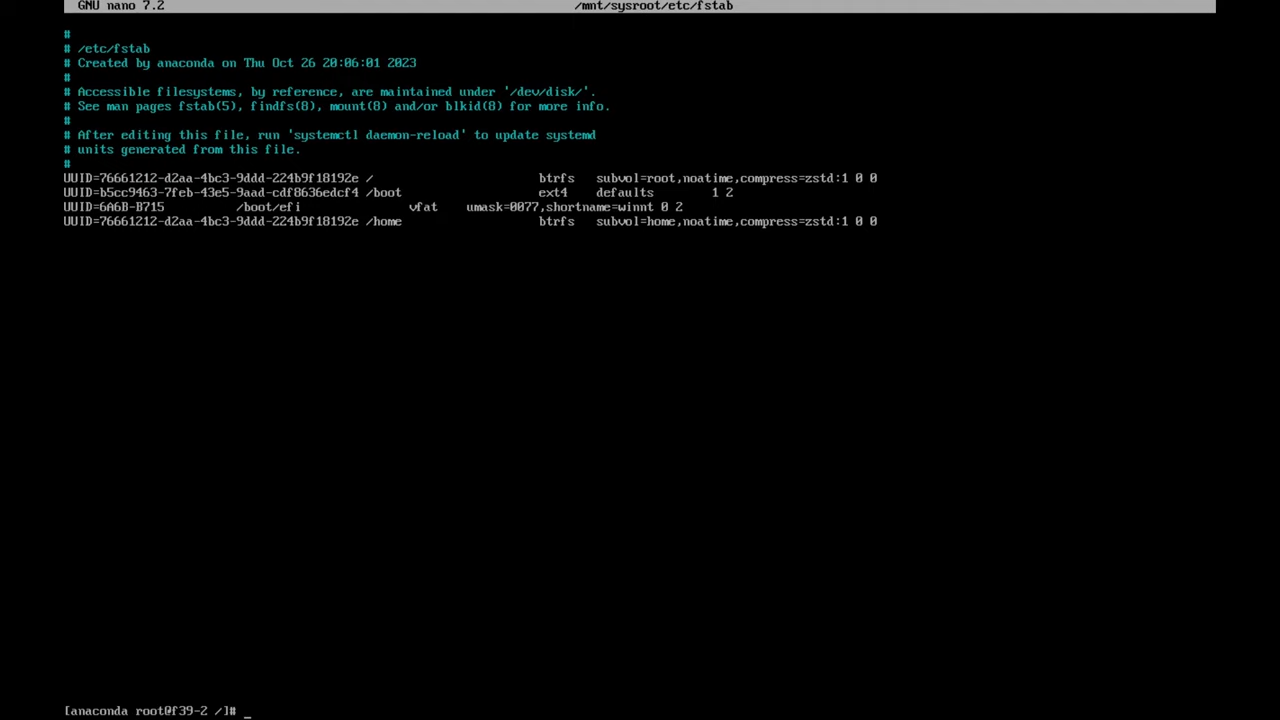 GNU nano 7.2 /mnt/sysroot/etc/fstab
#
# /etc/fstab
# Created by anaconda on Thu Oct 26 20:06:01 2023
#
# Accessible filesystems, by reference, are maintained under '/dev/disk/'.
# See man pages fstab(5), findfs(8), mount(8) and/or blkid(8) for more info.
#
# After editing this file, run 'systemctl daemon-reload' to update systemd
# units generated from this file.
#
UUID=76661212-d2aa-4bc3-9ddd-224b9f18192e / btrfs subvol=root,noatime,compress=zstd:1 0 0
UUID=b5cc9463-7feb-43e5-9aad-cdf8636edcf4 /boot ext4 defaults 1 2
UUID=6A6B-B715 /boot/efi vfat umask=0077,shortname=winnt 0 2
UUID=76661212-d2aa-4bc3-9ddd-224b9f18192e /home btrfs subvol=home,noatime,compress=zstd:1 0 0
[anaconda root@f39-2 /]# _